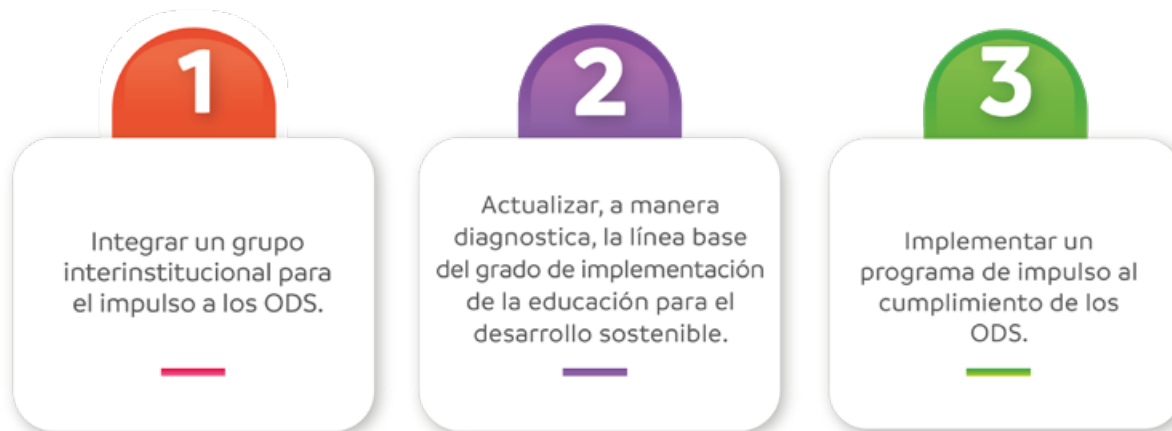 1
Integrar un grupo
interinstitucional para
el impulso a los ODS.
2
Actualizar, a manera
diagnostica, la línea base
del grado de implementación
de la educación para el
desarrollo sostenible.
3
Implementar un
programa de impulso al
cumplimiento de los
ODS.